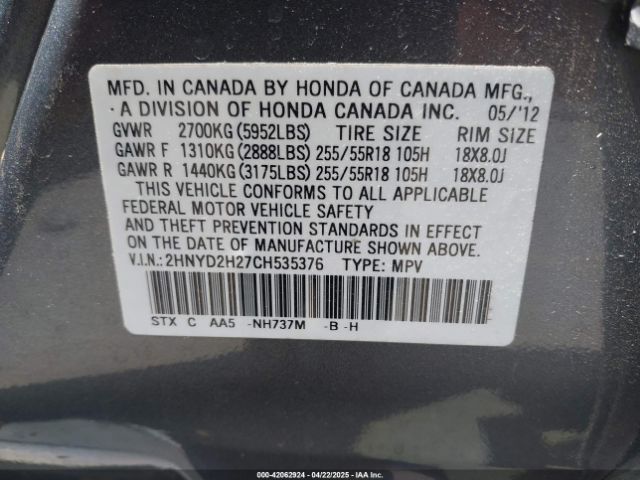 MFD. IN CANADA BY HONDA OF CANADA MFG.,
· A DIVISION OF HONDA CANADA INC. 05/'12
GVWR 2700KG(5952LBS) TIRE SIZE RIM SIZE
GAWR F 1310KG(2888LBS) 255/55R18 105H 18X8.0J
GAWR R 1440KG(3175LBS) 255/55R18 105H 18X8.0J
THIS VEHICLE CONFORMS TO ALL APPLICABLE
FEDERAL MOTOR VEHICLE SAFETY
AND THEFT PREVENTION STANDARDS IN EFFECT
ON THE DATE OF MANUFACTURE SHOWN ABOVE.
V.I.N.: 2HNYD2H27CH535376 TYPE: MPV
STX C AA5 -NH737M -B -H
000-42062924 - 04/22/2025 - IAA Inc.